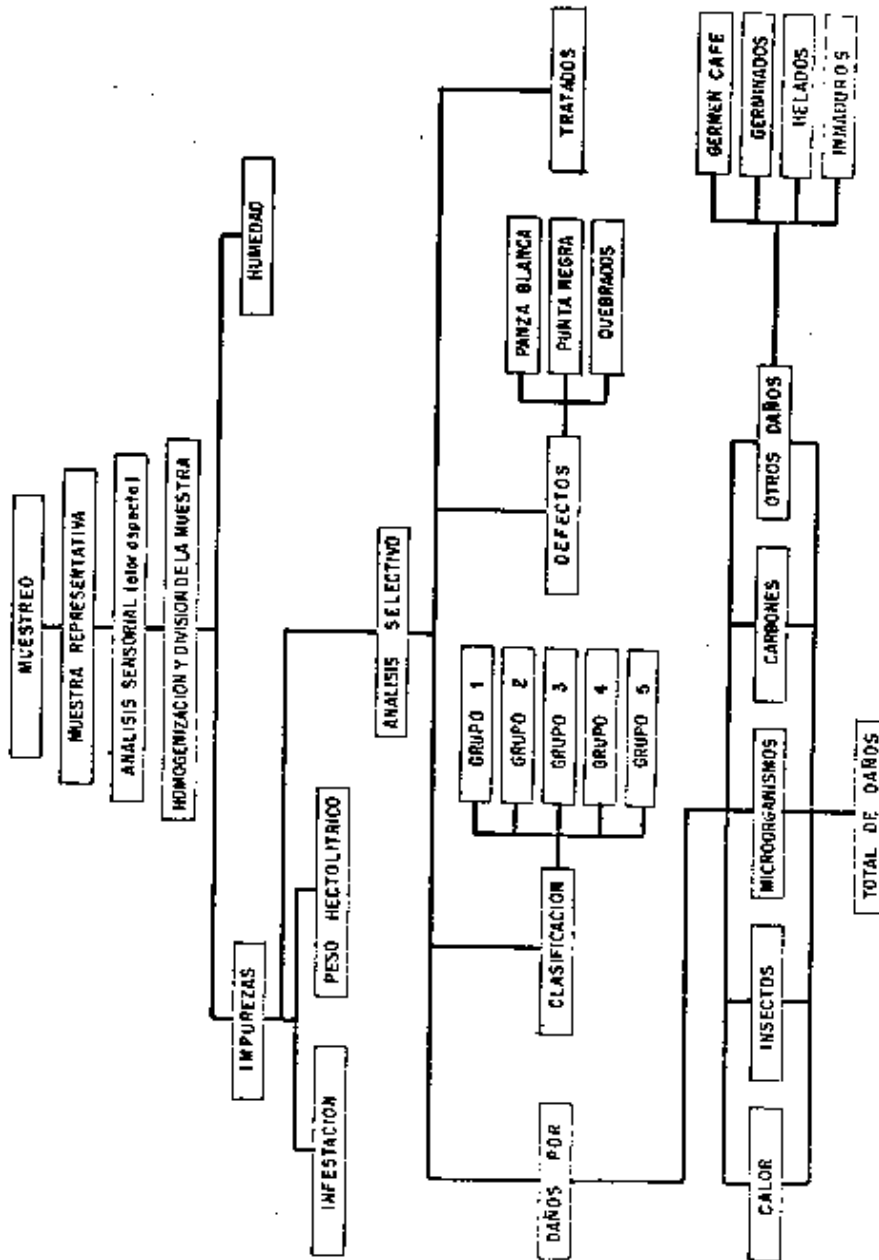 MUESTREO
MUESTRA REPRESENTATIVA
ANALISIS SENSORIAL (olor aspecto)
HOMOGENIZACION Y DIVISION DE LA MUESTRA
IMPUREZAS
HUMEDAD
INFESTACION
PESO HECTOLITRICO
ANALISIS SELECTIVO
DAÑOS POR
CLASIFICACION
GRUPO 1
GRUPO 2
GRUPO 3
GRUPO 4
GRUPO 5
DEFECTOS
PANZA BLANCA
PUNTA NEGRA
QUEBRADOS
TRATADOS
CALOR
INSECTOS
MICROORGANISMOS
CARBONES
OTROS DAÑOS
GERMEN CAFE
GERMINADOS
HELADOS
INMADUROS
TOTAL DE DAÑOS